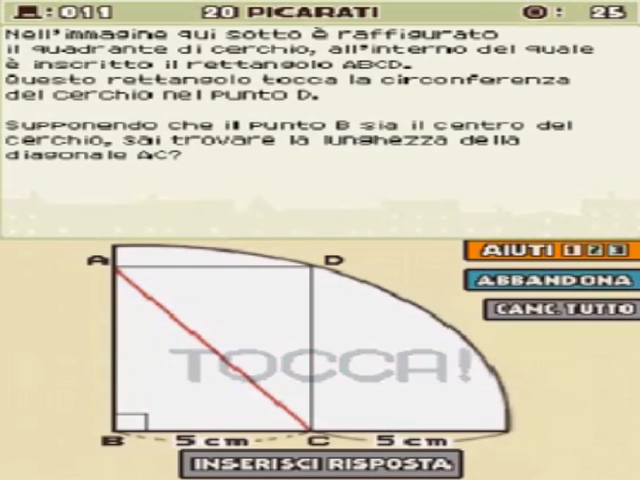 :011 20 PICARATI : 25
Nell'immagine qui sotto è raffigurato
il quadrante di cerchio, all'interno del quale
è inscritto il rettangolo ABCD.
Questo rettangolo tocca la circonferenza
del cerchio nel punto D.
Supponendo che il punto B sia il centro del
cerchio, sai trovare la lunghezza della
diagonale AC?
AIUTI 1 2 3
A D
ABBANDONA
CANC.TUTTO
TOCCA!
B 5 cm C 5 cm
INSERISCI RISPOSTA